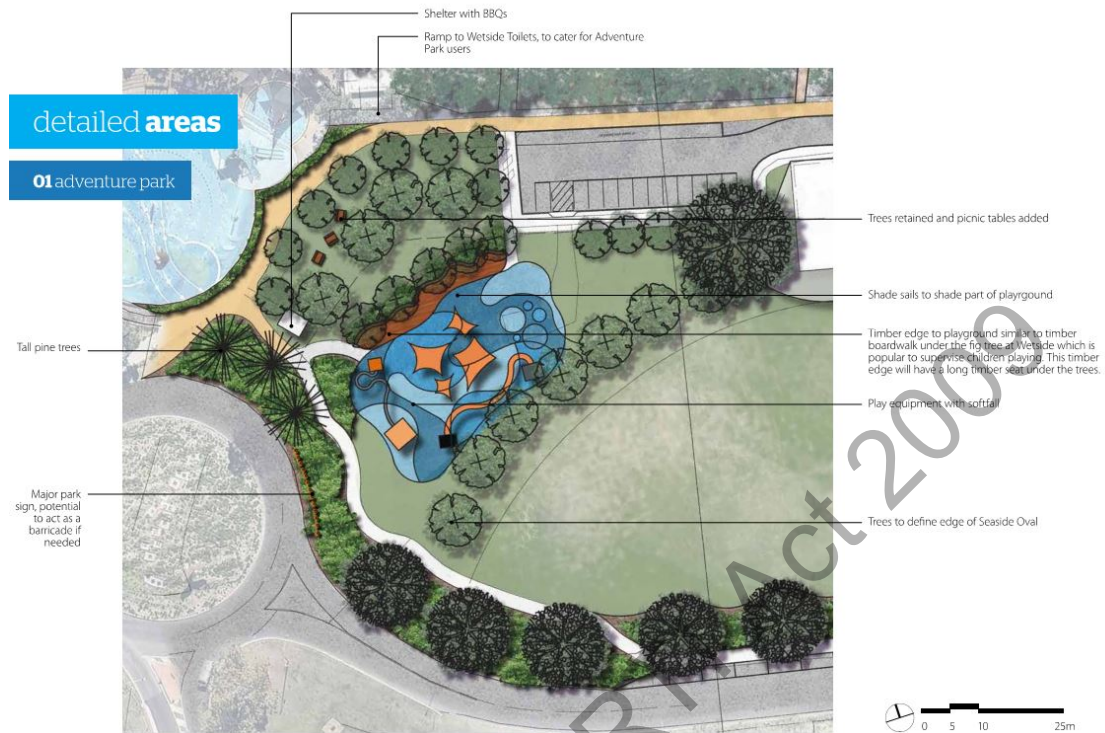 Shelter with BBQs
Ramp to Wetside Toilets, to cater for Adventure
Park users
detailed areas
01 adventure park
Trees retained and picnic tables added
Shade sails to shade part of playrgound
Tall pine trees
Timber edge to playground similar to timber
boardwalk under the fig tree at Wetside which is
popular to supervise children playing. This timber
edge will have a long timber seat under the trees.
Play equipment with softfall
Major park
sign, potential
to act as a
barricade if
needed
Trees to define edge of Seaside Oval
Act 2009
0 5 10 25m